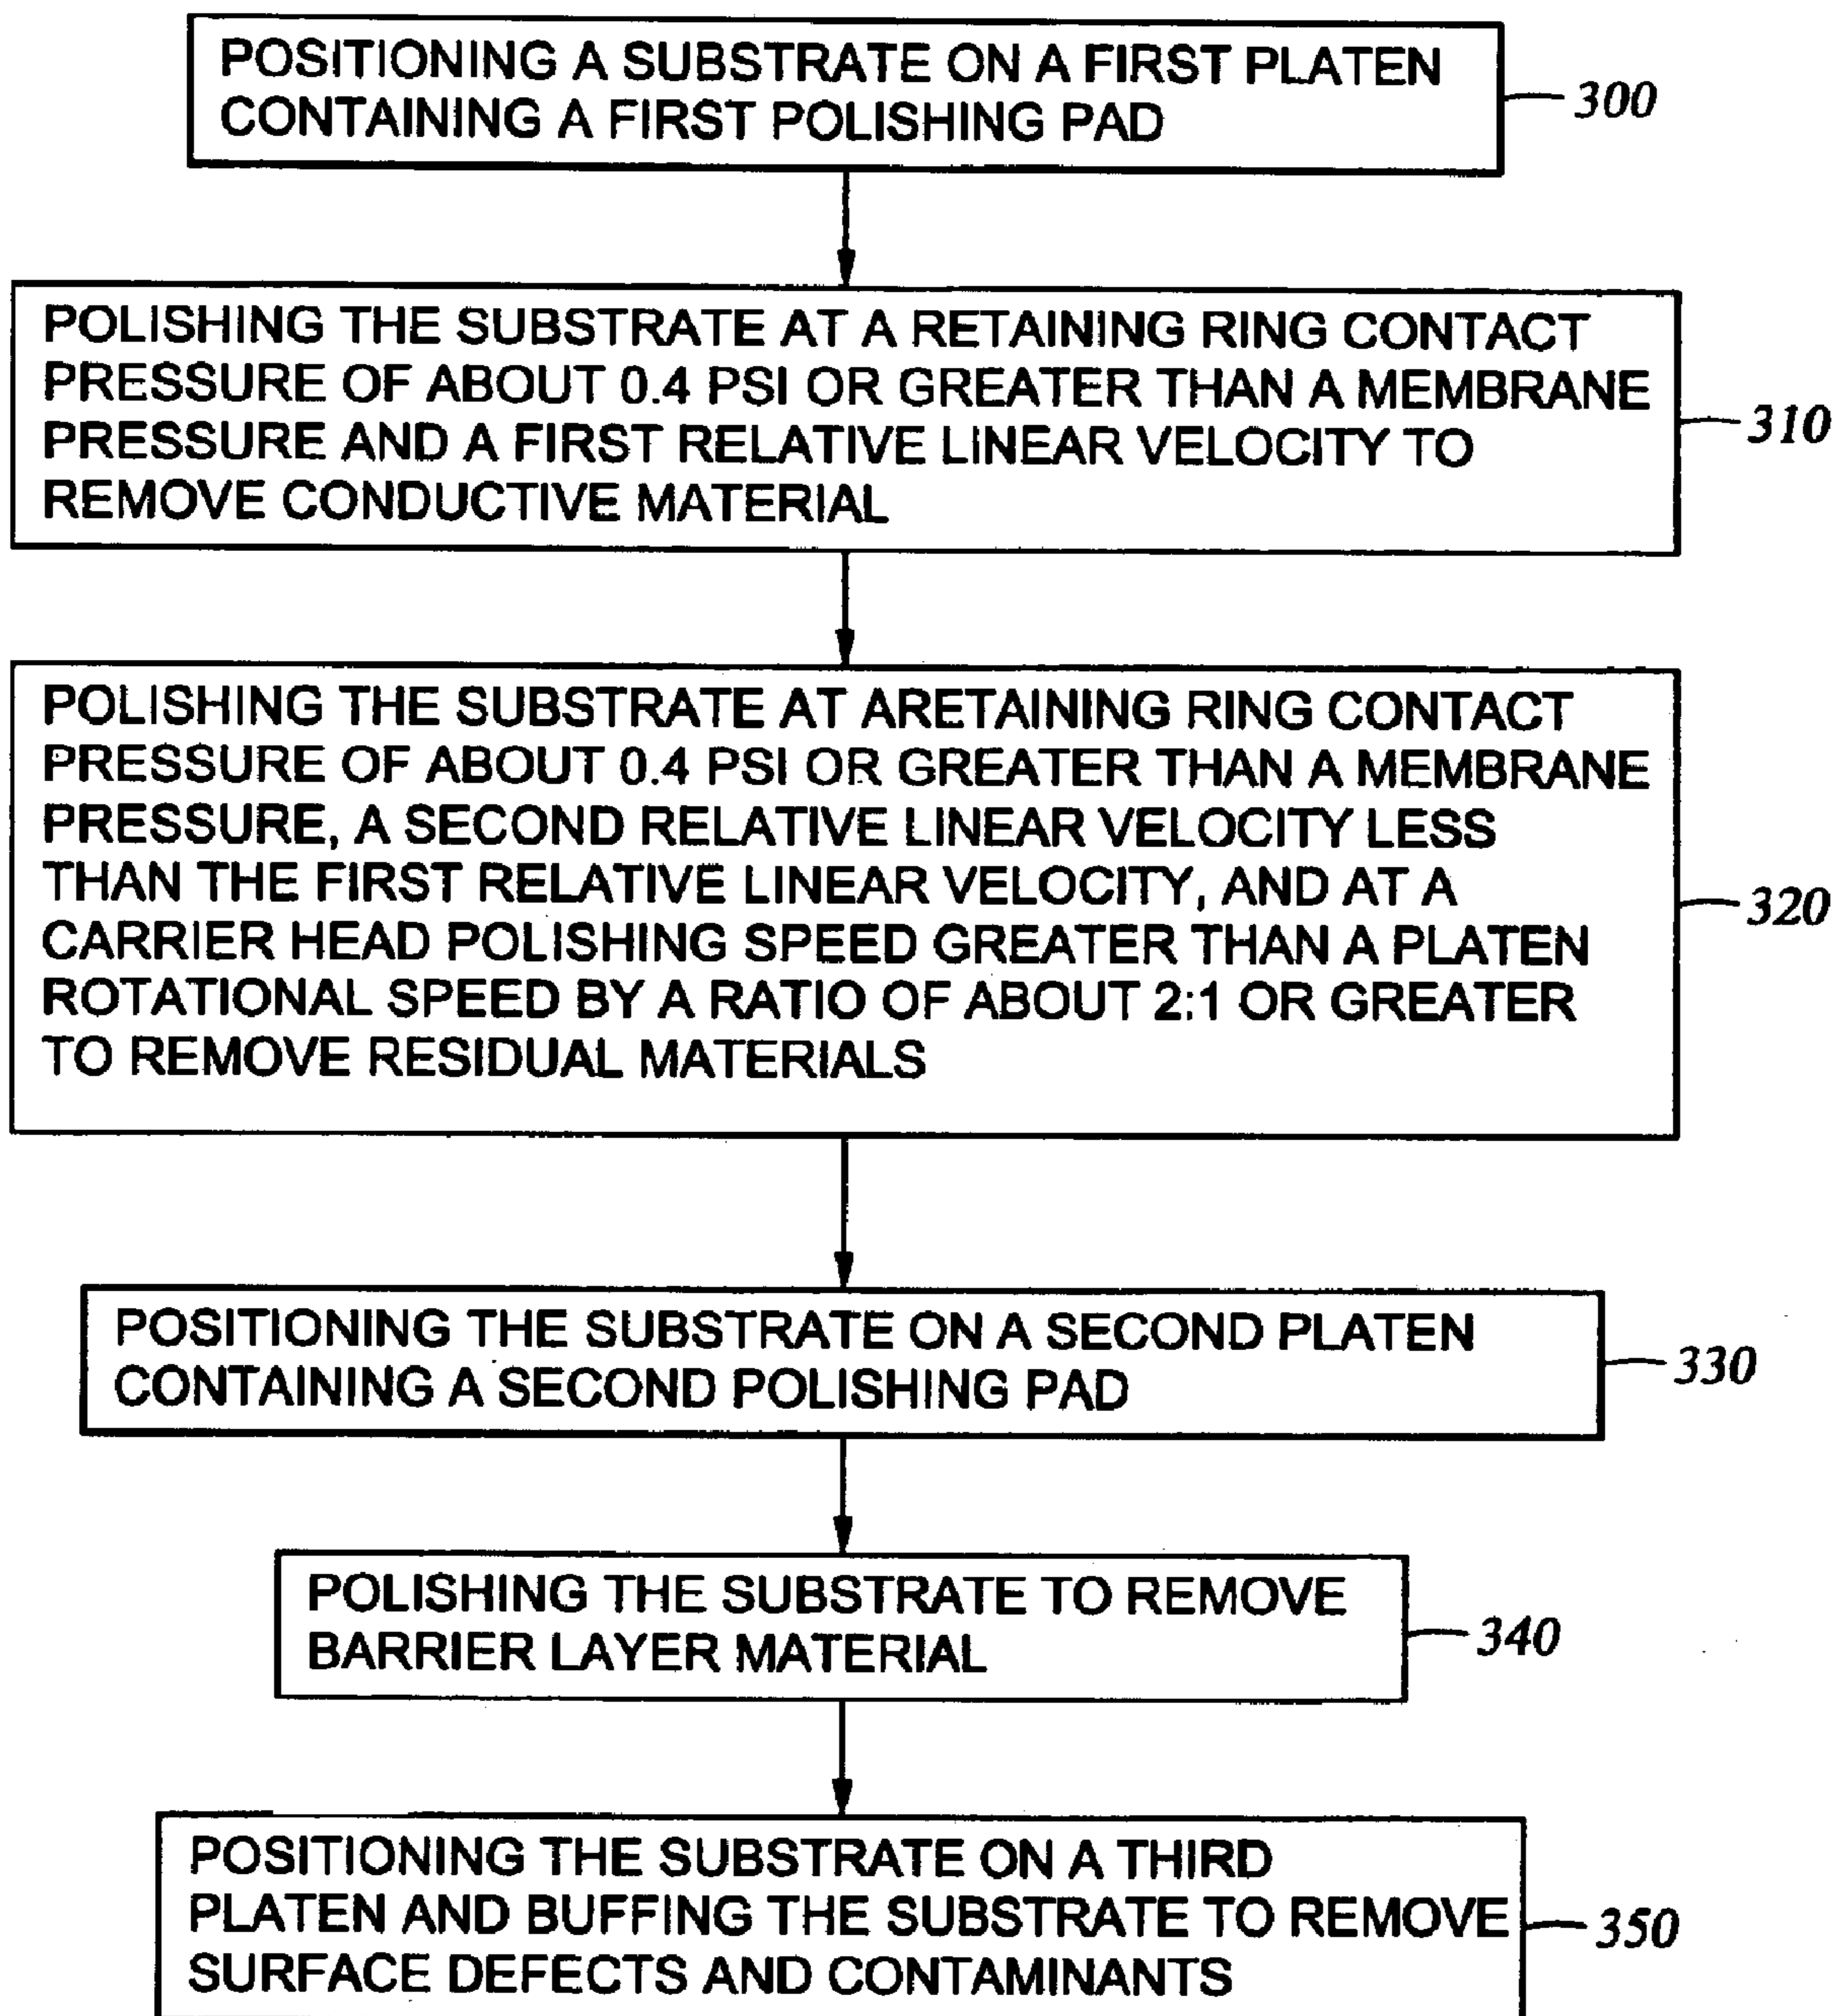 POSITIONING A SUBSTRATE ON A FIRST PLATEN
CONTAINING A FIRST POLISHING PAD
300
POLISHING THE SUBSTRATE AT A RETAINING RING CONTACT
PRESSURE OF ABOUT 0.4 PSI OR GREATER THAN A MEMBRANE
PRESSURE AND A FIRST RELATIVE LINEAR VELOCITY TO
REMOVE CONDUCTIVE MATERIAL
310
POLISHING THE SUBSTRATE AT ARETAINING RING CONTACT
PRESSURE OF ABOUT 0.4 PSI OR GREATER THAN A MEMBRANE
PRESSURE, A SECOND RELATIVE LINEAR VELOCITY LESS
THAN THE FIRST RELATIVE LINEAR VELOCITY, AND AT A
CARRIER HEAD POLISHING SPEED GREATER THAN A PLATEN
ROTATIONAL SPEED BY A RATIO OF ABOUT 2:1 OR GREATER
TO REMOVE RESIDUAL MATERIALS
320
POSITIONING THE SUBSTRATE ON A SECOND PLATEN
CONTAINING A SECOND POLISHING PAD
330
POLISHING THE SUBSTRATE TO REMOVE
BARRIER LAYER MATERIAL
340
POSITIONING THE SUBSTRATE ON A THIRD
PLATEN AND BUFFING THE SUBSTRATE TO REMOVE
SURFACE DEFECTS AND CONTAMINANTS
350